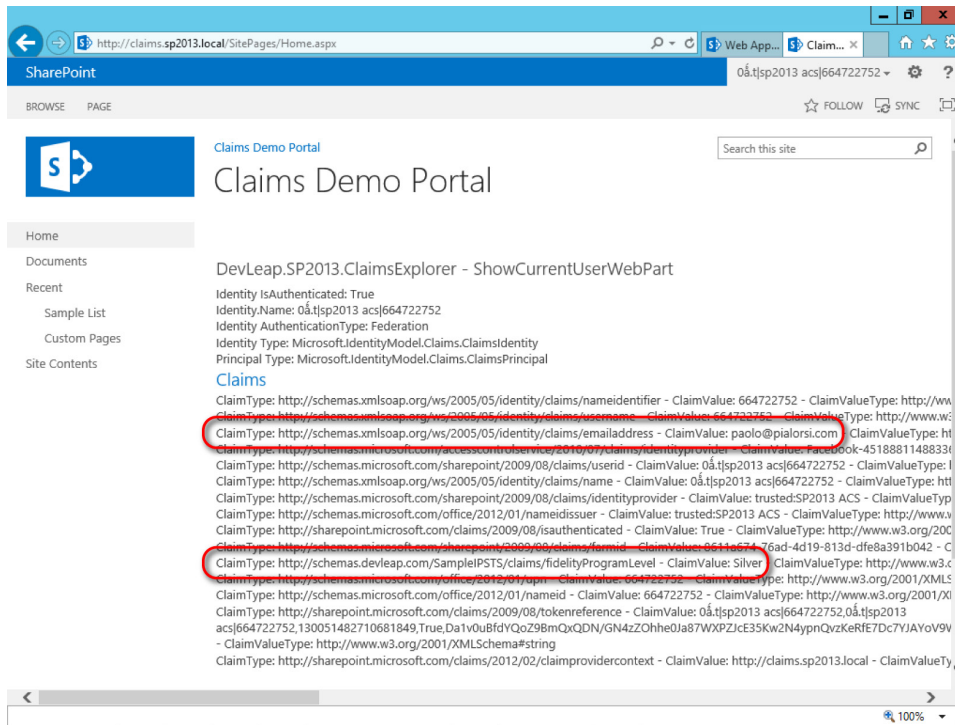 http://claims.sp2013.local/SitePages/Home.aspx
Web App...
Claim...
SharePoint
0ǻ.t|sp2013 acs|664722752
?
BROWSE PAGE
FOLLOW SYNC
Claims Demo Portal
Search this site
Claims Demo Portal
Home
Documents
Recent
Sample List
Custom Pages
Site Contents
DevLeap.SP2013.ClaimsExplorer - ShowCurrentUserWebPart
Identity IsAuthenticated: True
Identity.Name: 0ǻ.t|sp2013 acs|664722752
Identity AuthenticationType: Federation
Identity Type: Microsoft.IdentityModel.Claims.ClaimsIdentity
Principal Type: Microsoft.IdentityModel.Claims.ClaimsPrincipal
Claims
ClaimType: http://schemas.xmlsoap.org/ws/2005/05/identity/claims/nameidentifier - ClaimValue: 664722752 - ClaimValueType: http://ww
ClaimType: http://schemas.xmlsoap.org/ws/2005/05/identity/claims/username - ClaimValue: 664722752 - ClaimValueType: http://www.w3
ClaimType: http://schemas.xmlsoap.org/ws/2005/05/identity/claims/emailaddress - ClaimValue: paolo@pialorsi.com - ClaimValueType: ht
ClaimType: http://schemas.microsoft.com/accesscontrolservice/2010/07/claims/identityprovider - ClaimValue: Facebook-4518881148833
ClaimType: http://schemas.microsoft.com/sharepoint/2009/08/claims/userid - ClaimValue: 0ǻ.t|sp2013 acs|664722752 - ClaimValueType:
ClaimType: http://schemas.xmlsoap.org/ws/2005/05/identity/claims/name - ClaimValue: 0ǻ.t|sp2013 acs|664722752 - ClaimValueType: htt
ClaimType: http://schemas.microsoft.com/sharepoint/2009/08/claims/identityprovider - ClaimValue: trusted:SP2013 ACS - ClaimValueTyp
ClaimType: http://schemas.microsoft.com/office/2012/01/nameidissuer - ClaimValue: trusted:SP2013 ACS - ClaimValueType: http://www.w
ClaimType: http://sharepoint.microsoft.com/claims/2009/08/isauthenticated - ClaimValue: True - ClaimValueType: http://www.w3.org/200
ClaimType: http://schemas.microsoft.com/sharepoint/2009/08/claims/farmid - ClaimValue: 8611a674-76ad-4d19-813d-dfe8a391b042 - C
ClaimType: http://schemas.devleap.com/SampleIPSTS/claims/fidelityProgramLevel - ClaimValue: Silver - ClaimValueType: http://www.w3.o
ClaimType: http://schemas.microsoft.com/office/2012/01/upn - ClaimValue: 664722752 - ClaimValueType: http://www.w3.org/2001/XMLS
ClaimType: http://schemas.microsoft.com/office/2012/01/nameid - ClaimValue: 664722752 - ClaimValueType: http://www.w3.org/2001/X
ClaimType: http://sharepoint.microsoft.com/claims/2009/08/tokenreference - ClaimValue: 0ǻ.t|sp2013 acs|664722752,0ǻ.t|sp2013
acs|664722752,130051482710681849,True,Da1v0uBfdYQoZ9BmQxQDN/GN4zZOhhe0Ja87WXPZJcE35Kw2N4ypnQvzKeRfE7Dc7YJAYoV9V
- ClaimValueType: http://www.w3.org/2001/XMLSchema#string
ClaimType: http://sharepoint.microsoft.com/claims/2012/02/claimprovidercontext - ClaimValue: http://claims.sp2013.local - ClaimValueTy
100%